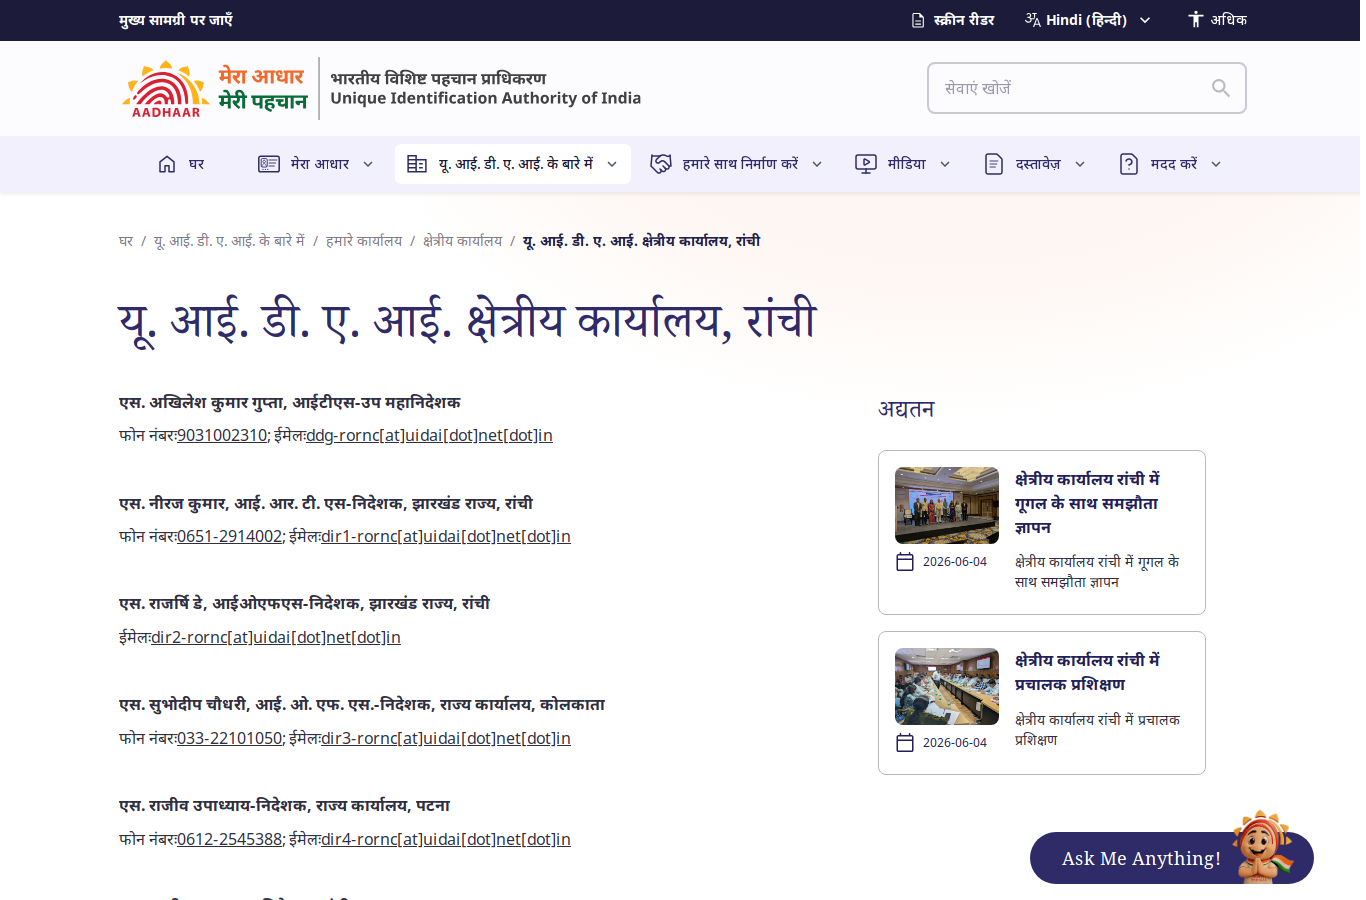 मुख्य सामग्री पर जाएँ
स्क्रीन रीडर
Hindi (हिन्दी)
अधिक
AADHAAR
मेरा आधार
मेरी पहचान
भारतीय विशिष्ट पहचान प्राधिकरण
Unique Identification Authority of India
सेवाएं खोजें
घर
मेरा आधार
यू. आई. डी. ए. आई. के बारे में
हमारे साथ निर्माण करें
मीडिया
दस्तावेज़
मदद करें
घर / यू. आई. डी. ए. आई. के बारे में / हमारे कार्यालय / क्षेत्रीय कार्यालय / यू. आई. डी. ए. आई. क्षेत्रीय कार्यालय, रांची
यू. आई. डी. ए. आई. क्षेत्रीय कार्यालय, रांची
एस. अखिलेश कुमार गुप्ता, आईटीएस-उप महानिदेशक
फोन नंबरः9031002310; ईमेलःddg-rornc[at]uidai[dot]net[dot]in
एस. नीरज कुमार, आई. आर. टी. एस-निदेशक, झारखंड राज्य, रांची
फोन नंबरः0651-2914002; ईमेलःdir1-rornc[at]uidai[dot]net[dot]in
एस. राजर्षि डे, आईओएफएस-निदेशक, झारखंड राज्य, रांची
ईमेलःdir2-rornc[at]uidai[dot]net[dot]in
एस. सुभोदीप चौधरी, आई. ओ. एफ. एस.-निदेशक, राज्य कार्यालय, कोलकाता
फोन नंबरः033-22101050; ईमेलःdir3-rornc[at]uidai[dot]net[dot]in
एस. राजीव उपाध्याय-निदेशक, राज्य कार्यालय, पटना
फोन नंबरः0612-2545388; ईमेलःdir4-rornc[at]uidai[dot]net[dot]in
अद्यतन
क्षेत्रीय कार्यालय रांची में
गूगल के साथ समझौता
ज्ञापन
2026-06-04
क्षेत्रीय कार्यालय रांची में गूगल के
साथ समझौता ज्ञापन
क्षेत्रीय कार्यालय रांची में
प्रचालक प्रशिक्षण
2026-06-04
क्षेत्रीय कार्यालय रांची में प्रचालक
प्रशिक्षण
Ask Me Anything!